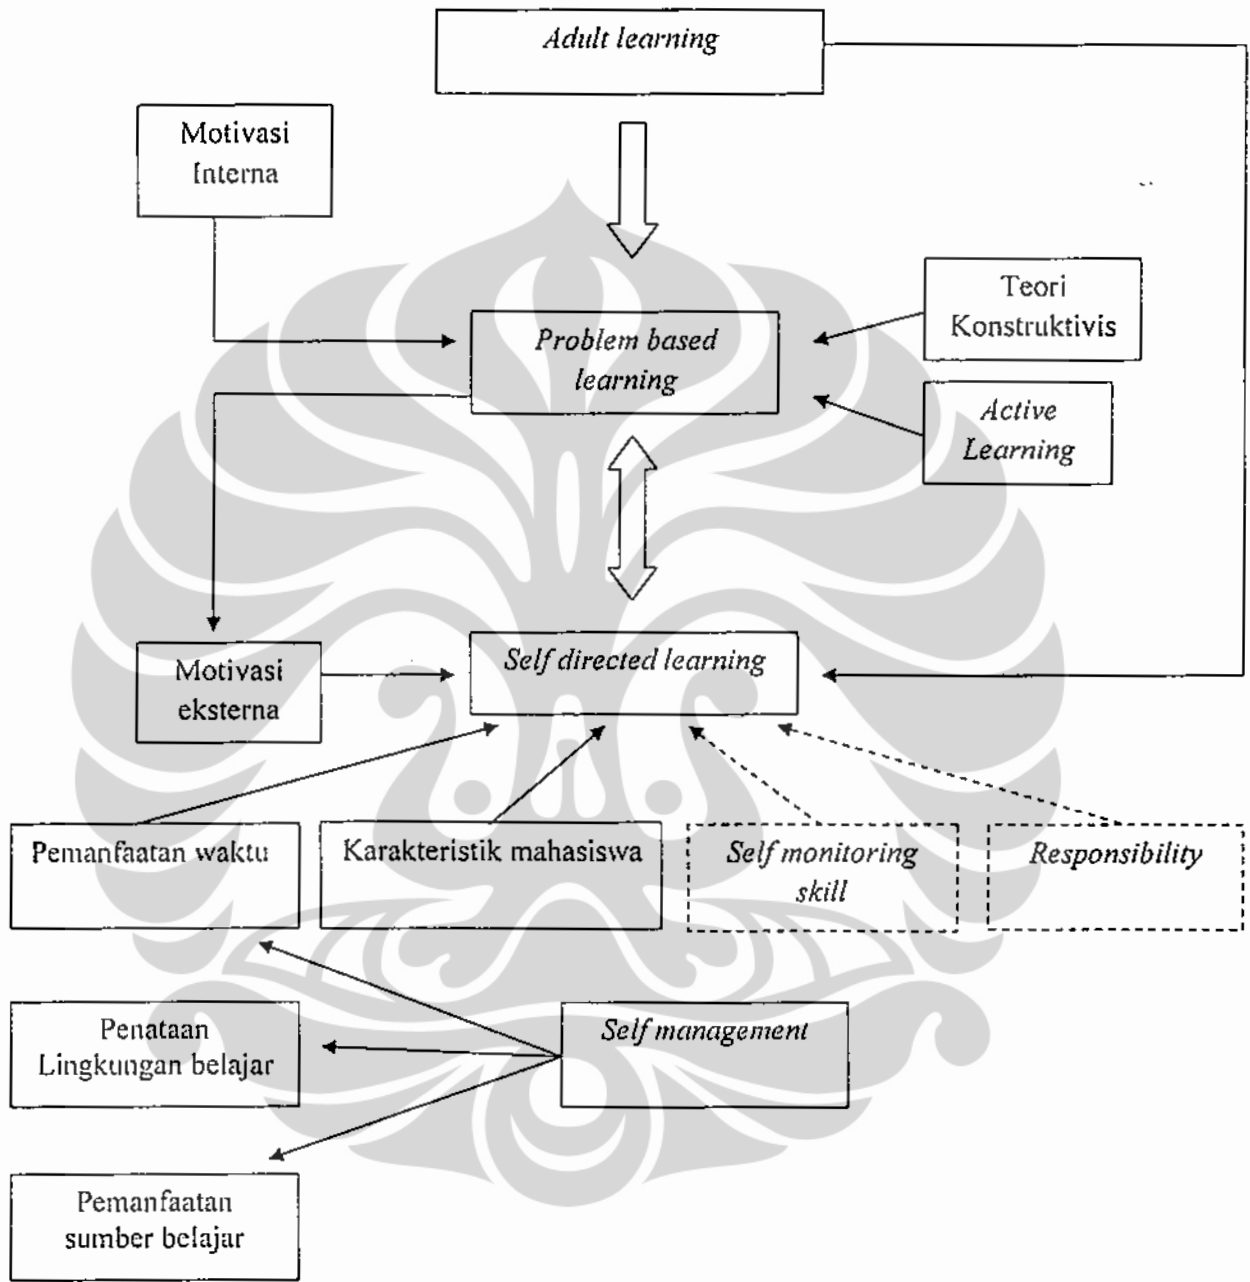 Adult learning
Motivasi
Interna
Teori
Konstruktivis
Problem based
learning
Active
Learning
Self directed learning
Motivasi
eksterna
Pemanfaatan waktu
Karakteristik mahasiswa
Self monitoring
skill
Responsibility
Penataan
Lingkungan belajar
Self management
Pemanfaatan
sumber belajar